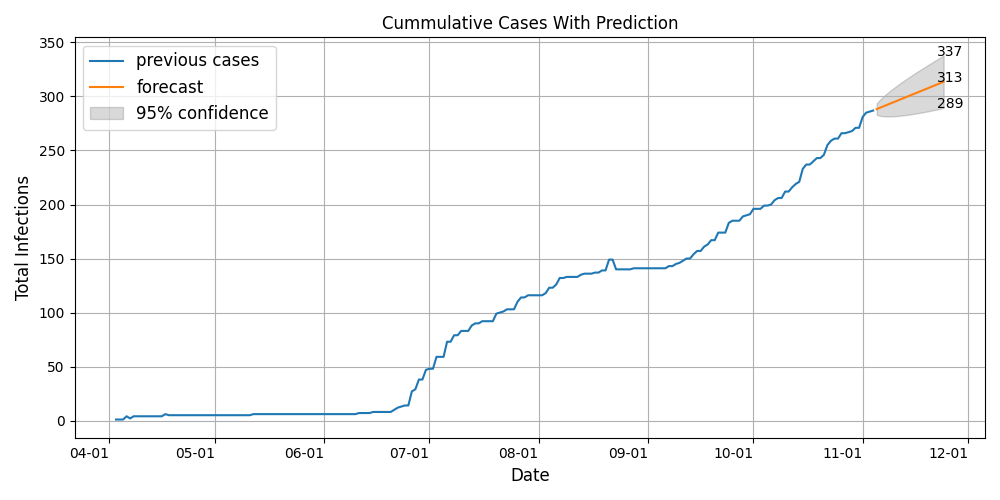 Cummulative Cases With Prediction
previous cases
forecast
95% confidence
337
313
289
350
300
250
200
150
100
50
0
Total Infections
04-01 05-01 06-01 07-01 08-01 09-01 10-01 11-01 12-01
Date